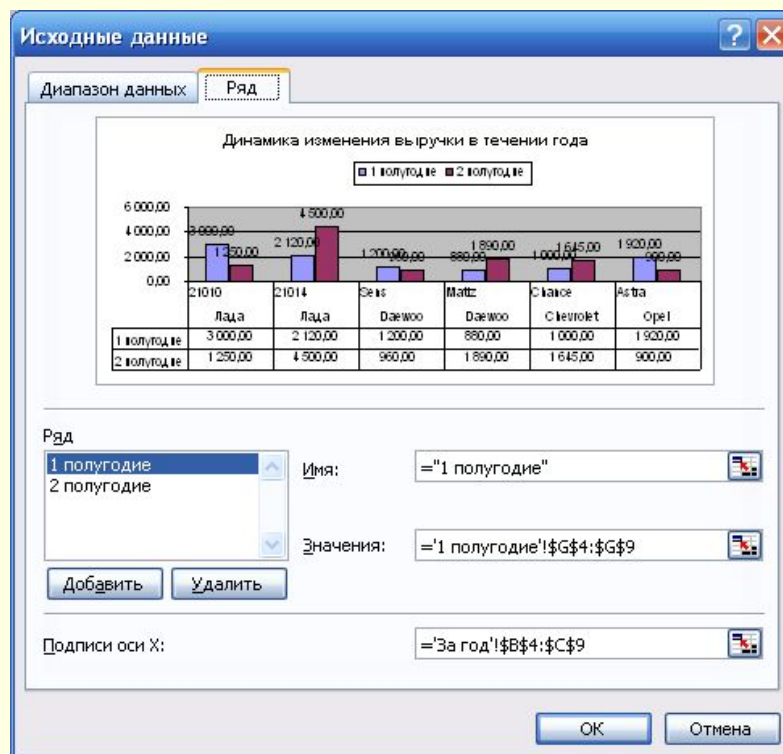 Исходные данные
Диапазон данных Ряд
Динамика изменения выручки в течении года
1 полугодие 2 полугодие
6 000,00
4 000,00
2 000,00
0,00
3 000,00 1 250,00 2 120,00 4 500,00 1 200,00 960,00 880,00 1 890,00 1 000,00 1 645,00 1 920,00 900,00
21010 21014 Sens Matiz Chance Astra
Лада Лада Daewoo Daewoo Chevrolet Opel
1 полугодие 3 000,00 2 120,00 1 200,00 880,00 1 000,00 1 920,00
2 полугодие 1 250,00 4 500,00 960,00 1 890,00 1 645,00 900,00
Ряд
1 полугодие
2 полугодие
Имя: ="1 полугодие"
Значения: ='1 полугодие'!$G$4:$G$9
Добавить Удалить
Подписи оси X: ='За год'!$B$4:$C$9
ОК Отмена